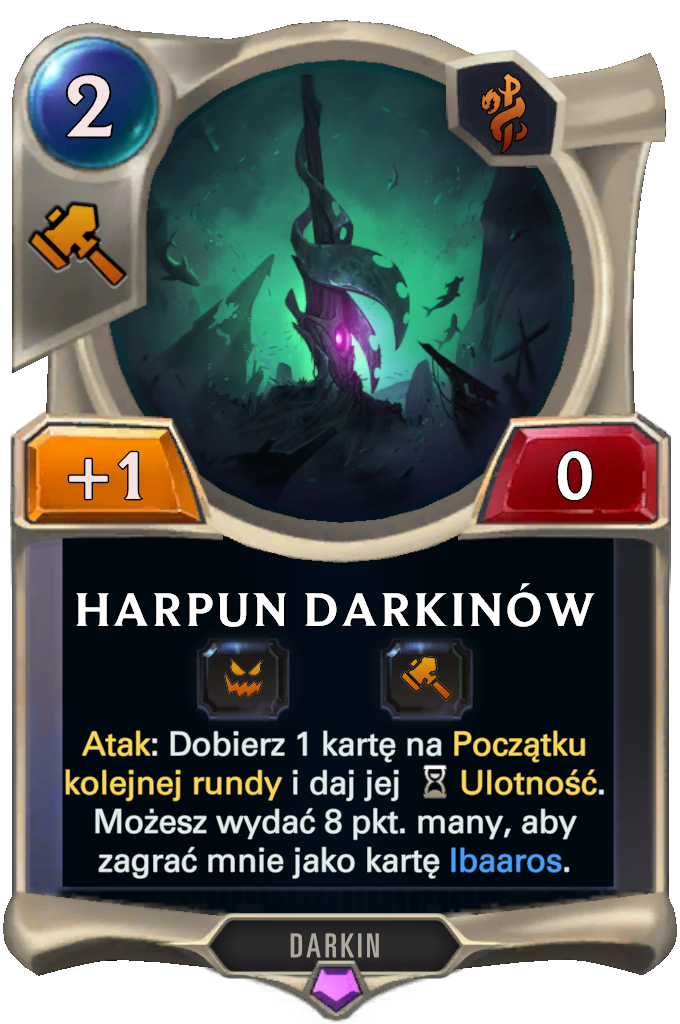 2
+1
0
HARPUN DARKINÓW
Atak: Dobierz 1 kartę na Początku
kolejnej rundy i daj jej Ulotność.
Możesz wydać 8 pkt. many, aby
zagrać mnie jako kartę Ibaaros.
DARKIN